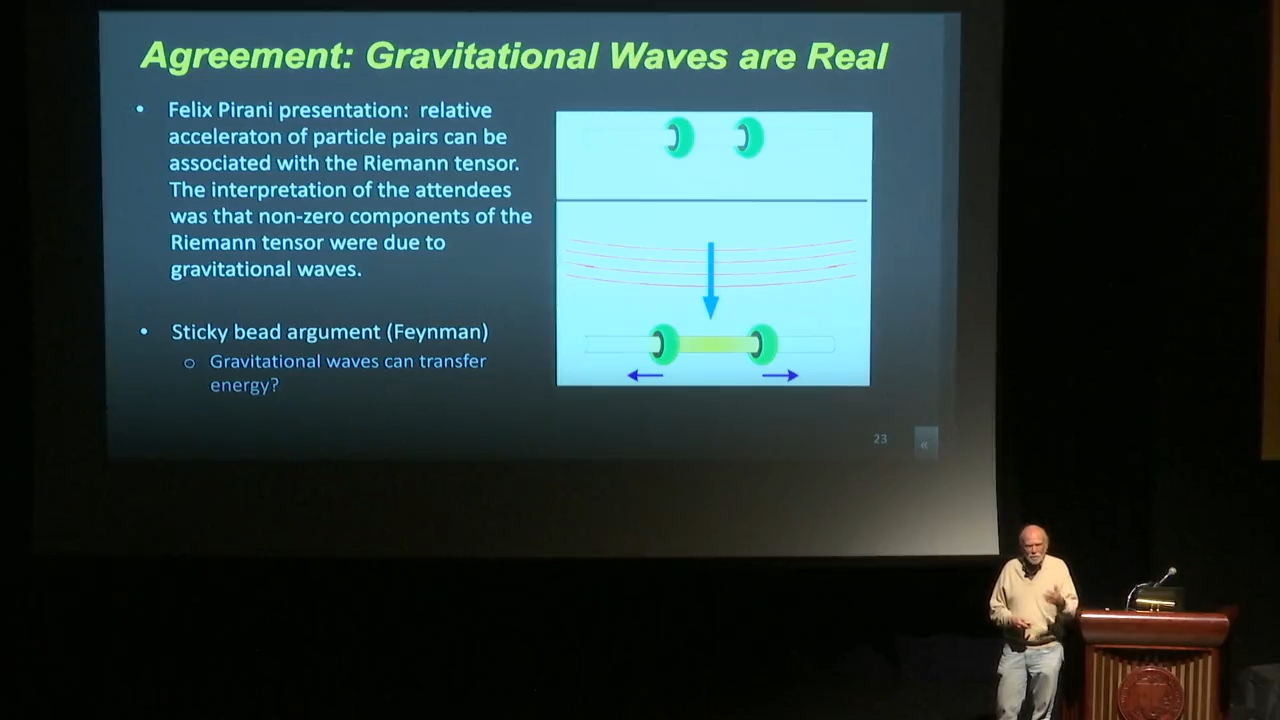 Agreement: Gravitational Waves are Real
• Felix Pirani presentation: relative
acceleraton of particle pairs can be
associated with the Riemann tensor.
The interpretation of the attendees
was that non-zero components of the
Riemann tensor were due to
gravitational waves.
• Sticky bead argument (Feynman)
o Gravitational waves can transfer
energy?
23
«